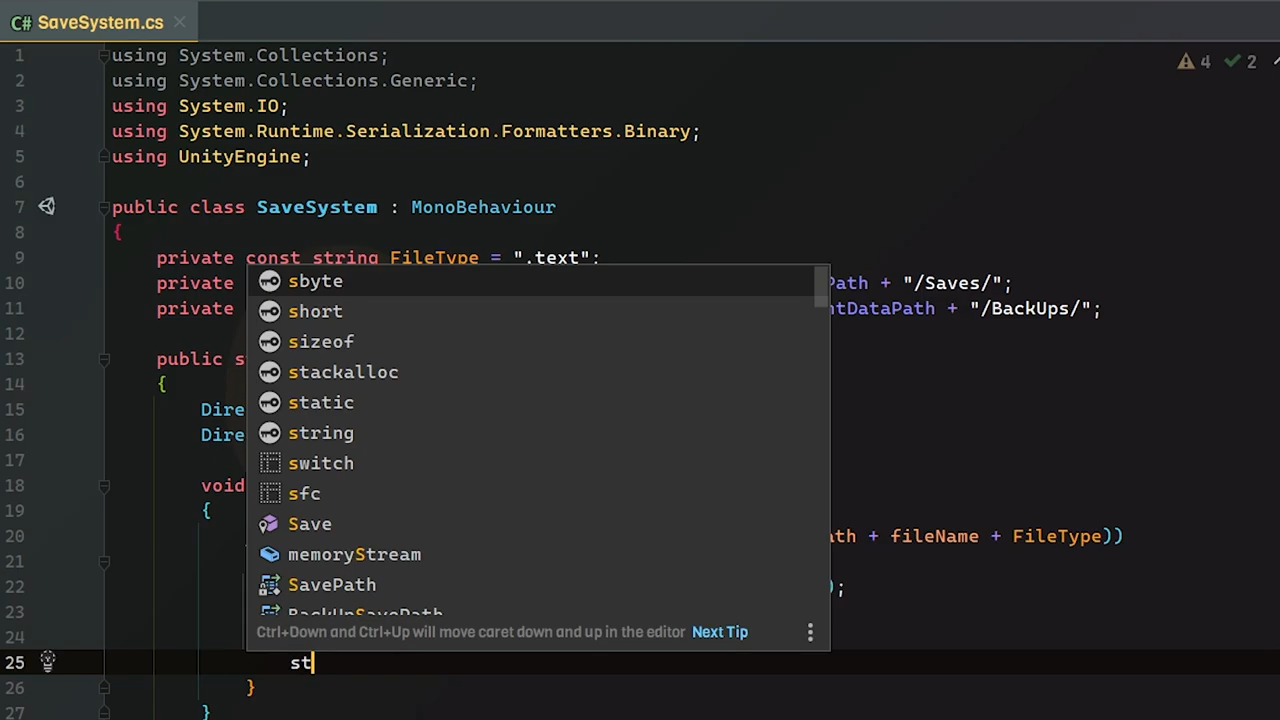 C# SaveSystem.cs
1 using System.Collections;
2 using System.Collections.Generic;
3 using System.IO;
4 using System.Runtime.Serialization.Formatters.Binary;
5 using UnityEngine;
6
7 public class SaveSystem : MonoBehaviour
8 {
9 private const string FileType = ".text";
10 private Path + "/Saves/";
11 private ntDataPath + "/BackUps/";
12
13 public s
14 {
15 Dire
16 Dire
17
18 void
19 {
20 ath + fileName + FileType))
21
22 );
23
24
25 st
26 }
27 }
4 2
sbyte
short
sizeof
stackalloc
static
string
switch
sfc
Save
memoryStream
SavePath
BackUpSavePath
Ctrl+Down and Ctrl+Up will move caret down and up in the editor Next Tip